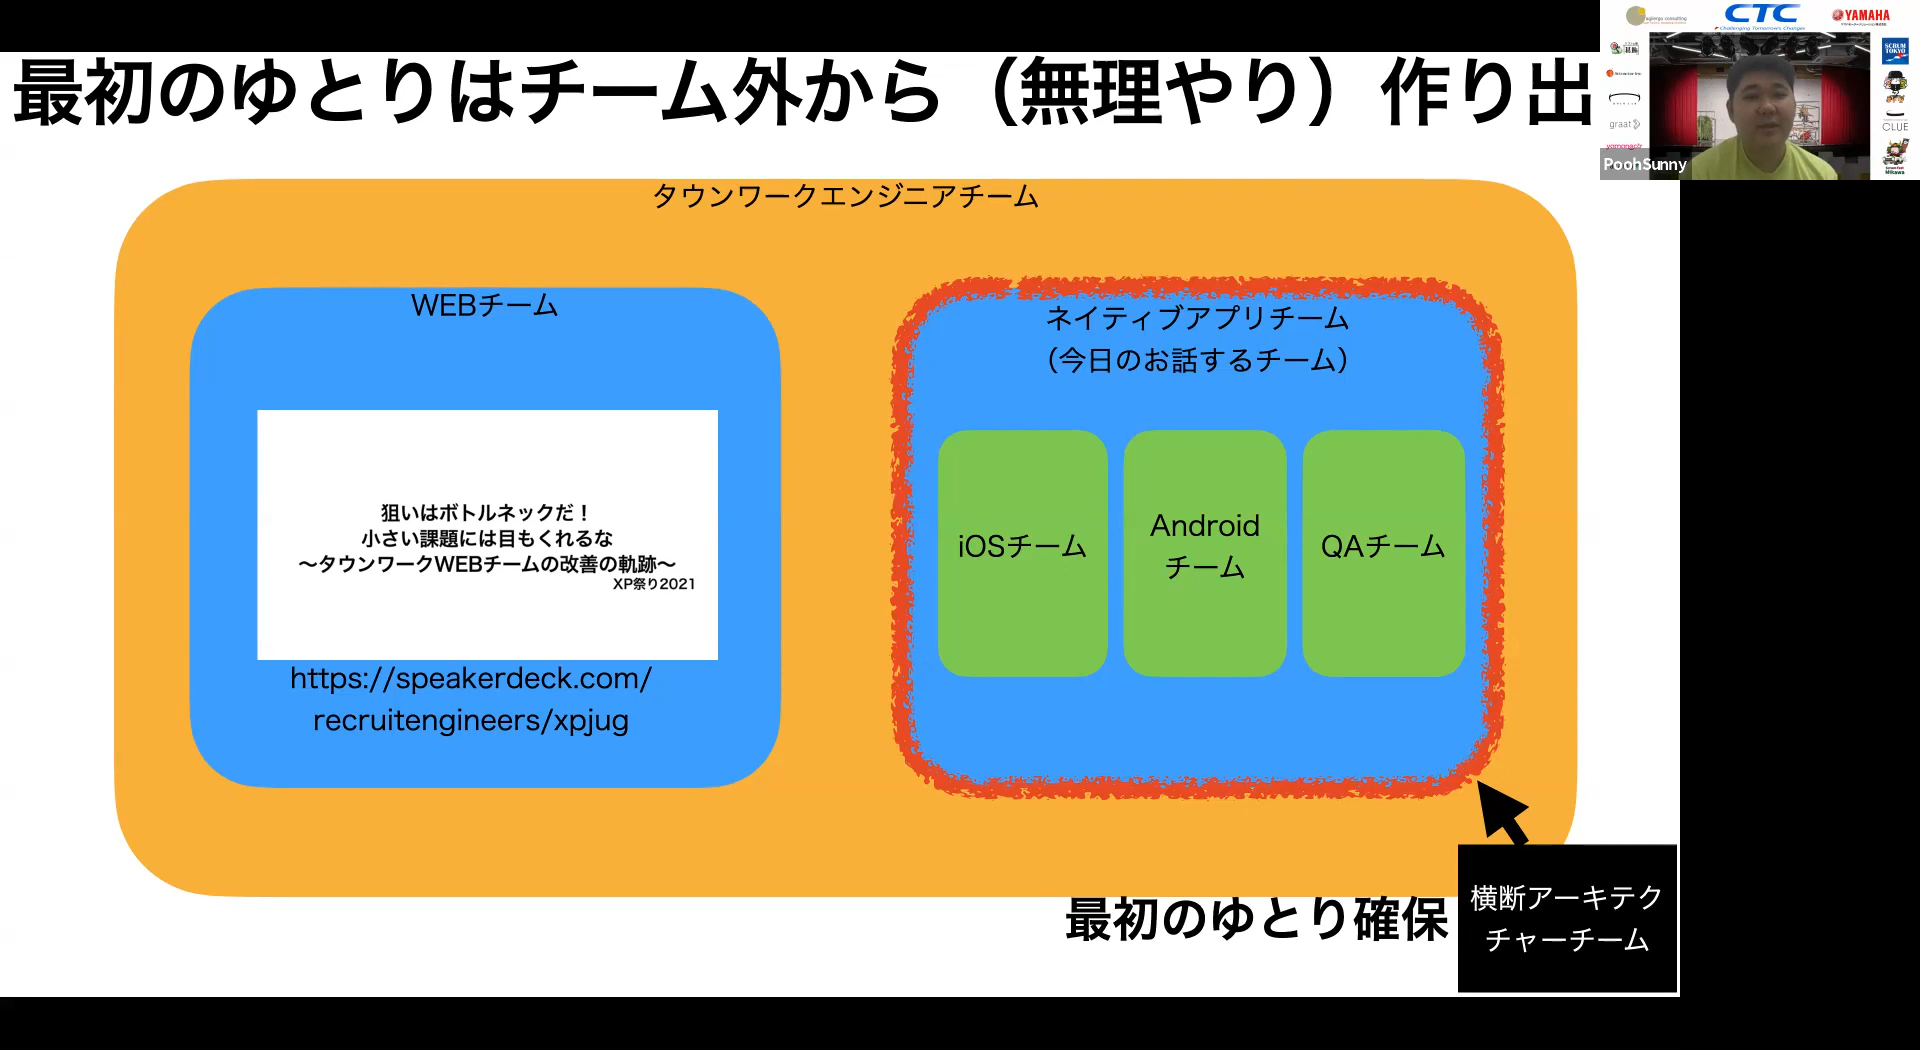 最初のゆとりはチーム外から（無理やり）作り出
タウンワークエンジニアチーム
WEBチーム
狙いはボトルネックだ！
小さい課題には目もくれるな
〜タウンワークWEBチームの改善の軌跡〜
XP祭り2021
https://speakerdeck.com/
recruitengineers/xpjug
ネイティブアプリチーム
（今日のお話するチーム）
iOSチーム
Android
チーム
QAチーム
最初のゆとり確保
横断アーキテク
チャーチーム
CTC
Challenging Tomorrow's Changes
YAMAHA
graat
PoohSunny
SCRUM
TOKYO
CLUE
Mikawa